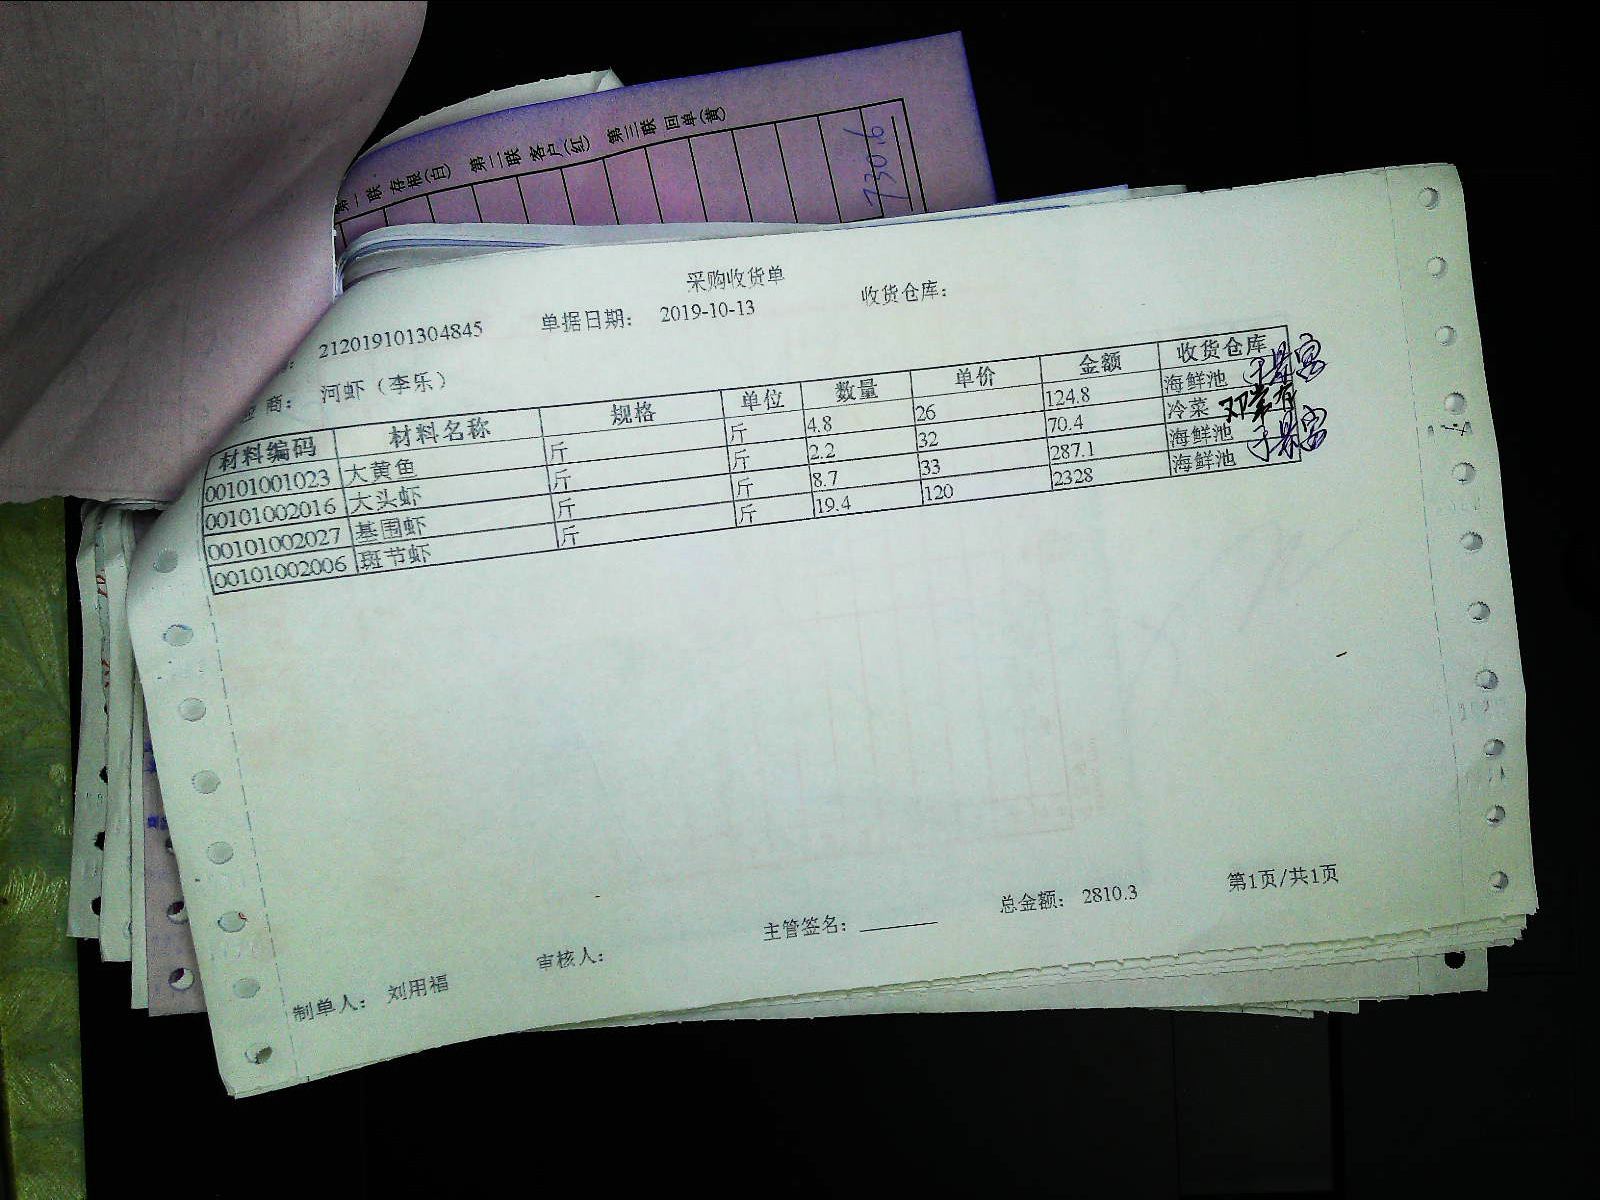 第一联 存根(白) 第二联 客户(红) 第三联 回单(黄)
730.6
采购收货单
212019101304845 单据日期： 2019-10-13 收货仓库：
商： 河虾（李乐）
材料编码 材料名称 规格 单位 数量 单价 金额 收货仓库
00101001023 大黄鱼 斤 斤 4.8 26 124.8 海鲜池
00101002016 大头虾 斤 斤 2.2 32 70.4 冷菜
00101002027 基围虾 斤 斤 8.7 33 287.1 海鲜池
00101002006 斑节虾 斤 斤 19.4 120 2328 海鲜池
制单人： 刘用福 审核人： 主管签名： 总金额： 2810.3 第1页/共1页